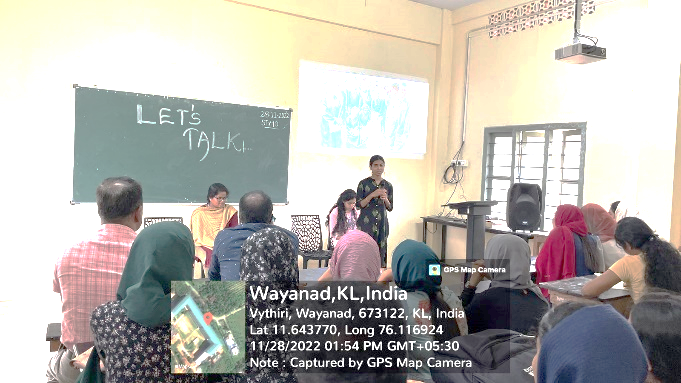 LET'S
TALK
GPS Map Camera
Wayanad,KL,India
Vythiri, Wayanad, 673122, KL, India
Lat 11.643770, Long 76.116924
11/28/2022 01:54 PM GMT+05:30
Note : Captured by GPS Map Camera